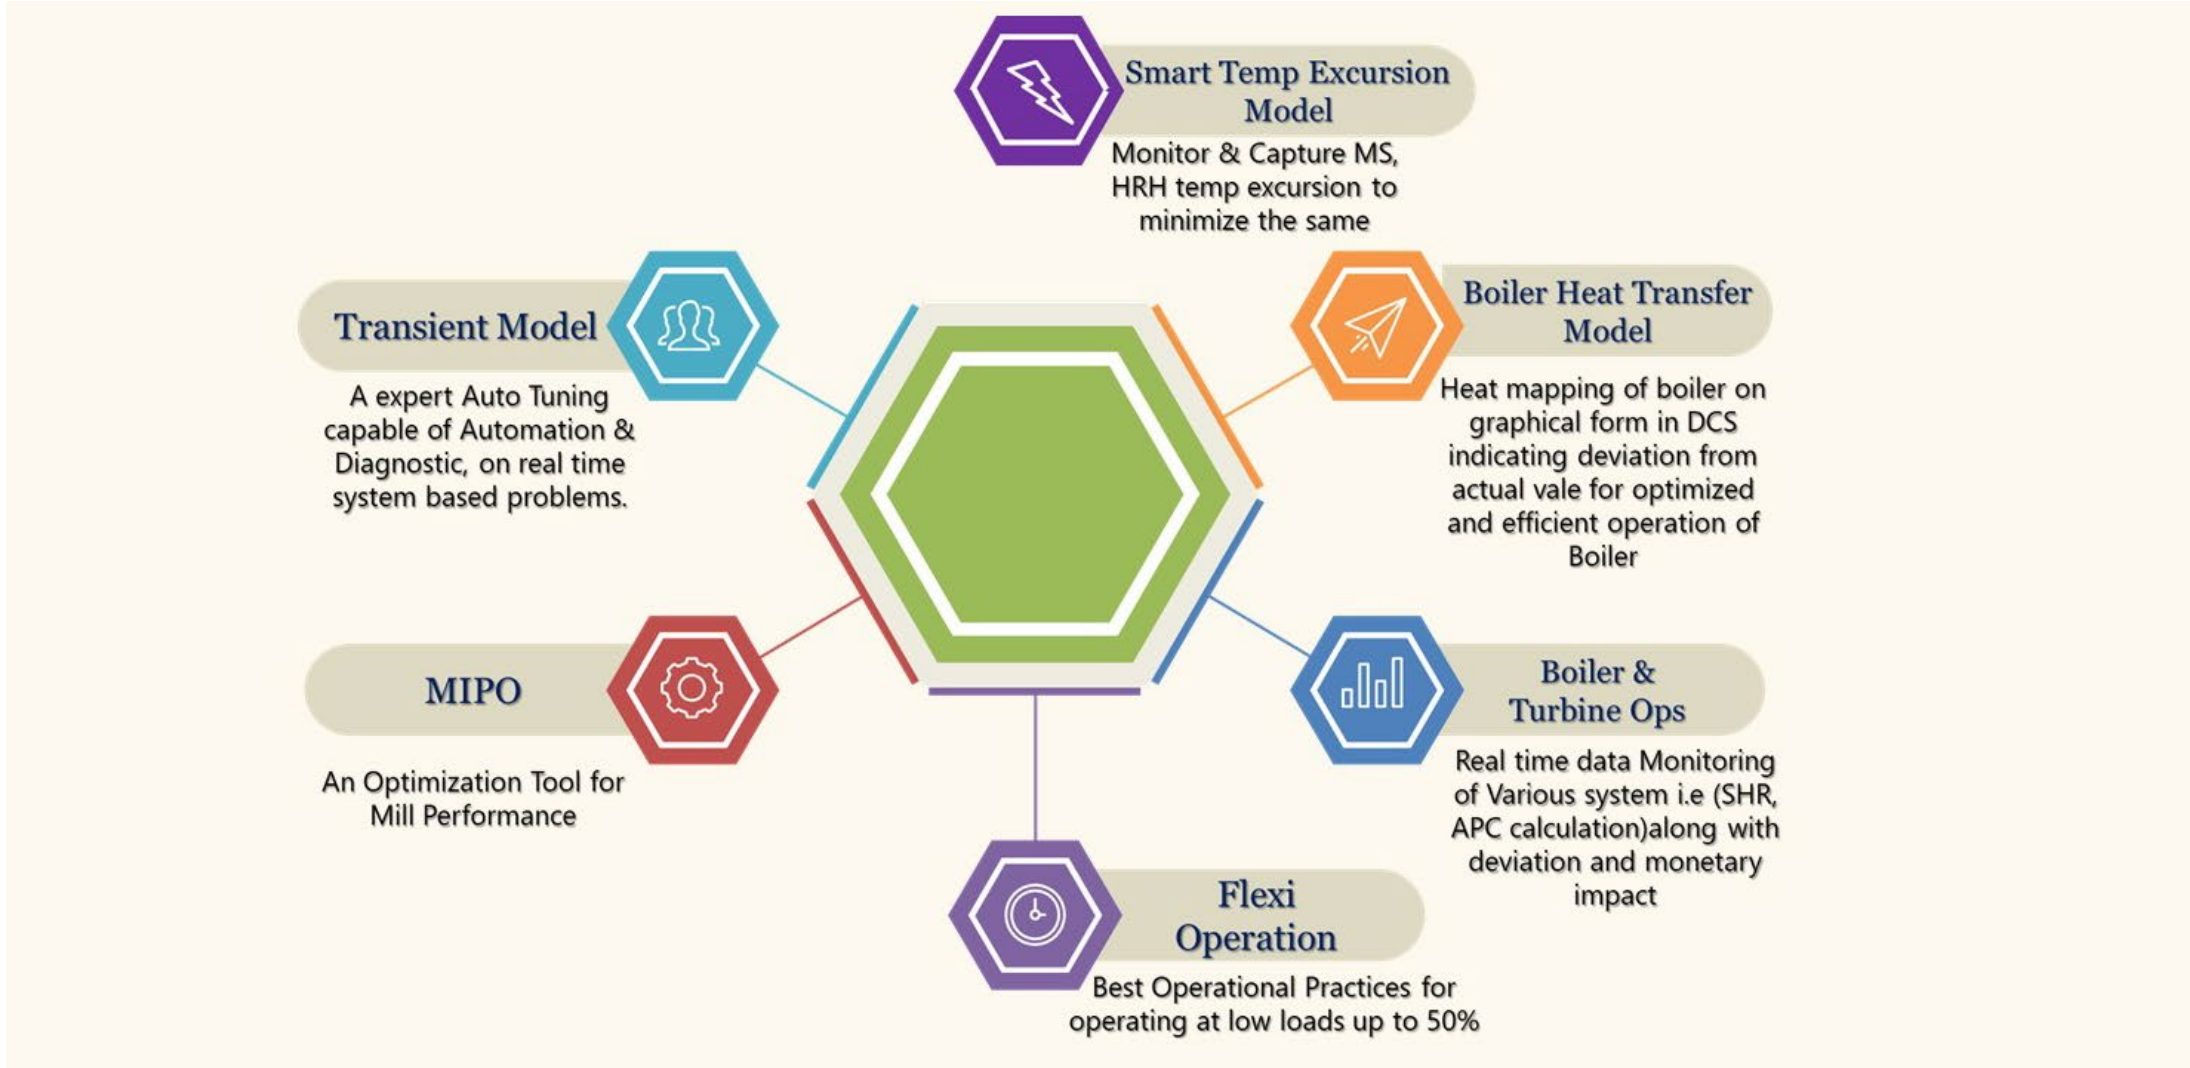 Smart Temp Excursion
Model
Monitor & Capture MS,
HRH temp excursion to
minimize the same
Transient Model
A expert Auto Tuning
capable of Automation &
Diagnostic, on real time
system based problems.
Boiler Heat Transfer
Model
Heat mapping of boiler on
graphical form in DCS
indicating deviation from
actual vale for optimized
and efficient operation of
Boiler
MIPO
An Optimization Tool for
Mill Performance
Boiler &
Turbine Ops
Real time data Monitoring
of Various system i.e (SHR,
APC calculation)along with
deviation and monetary
impact
Flexi
Operation
Best Operational Practices for
operating at low loads up to 50%